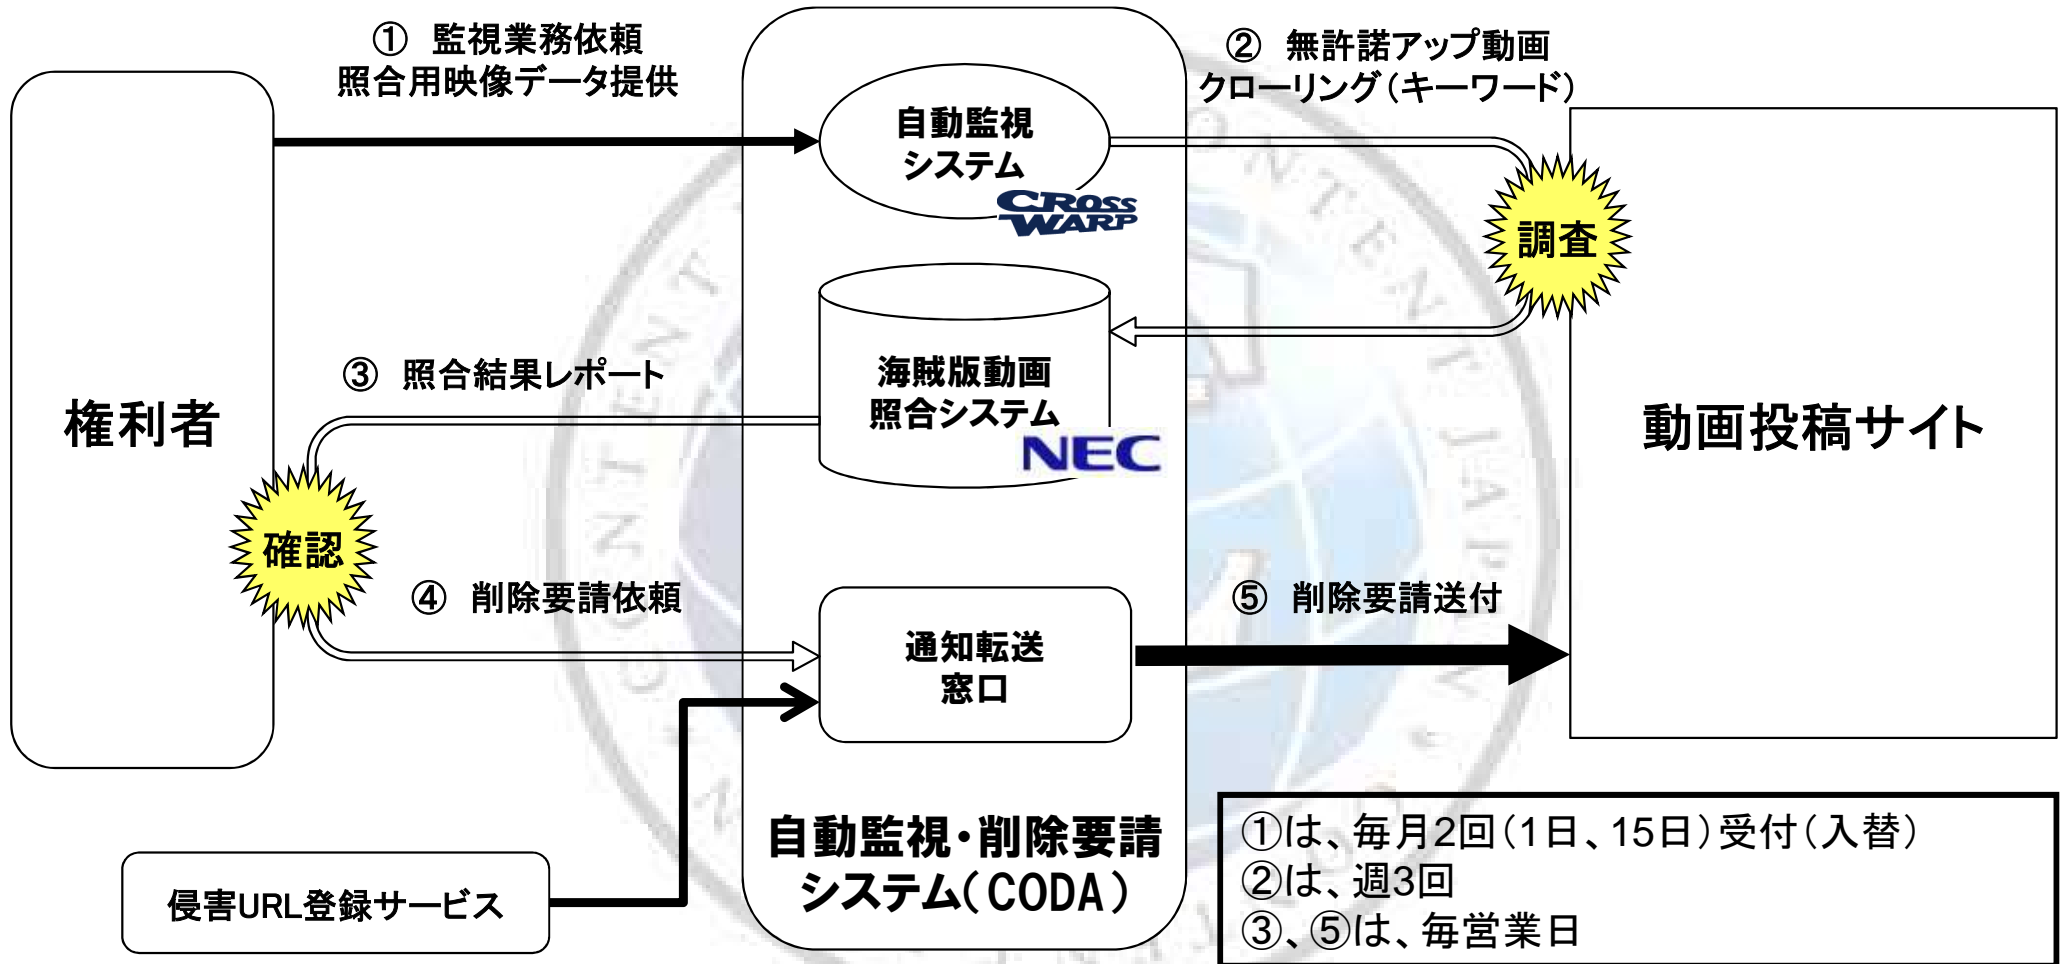 ① 監視業務依頼
照合用映像データ提供
② 無許諾アップ動画
クローリング(キーワード)
自動監視
システム
CROSS
WARP
調査
③ 照合結果レポート
海賊版動画
照合システム
NEC
権利者
動画投稿サイト
確認
④ 削除要請依頼
⑤ 削除要請送付
通知転送
窓口
自動監視・削除要請
システム(CODA)
侵害URL登録サービス
①は、毎月2回(1日、15日)受付(入替)
②は、週3回
③、⑤は、毎営業日